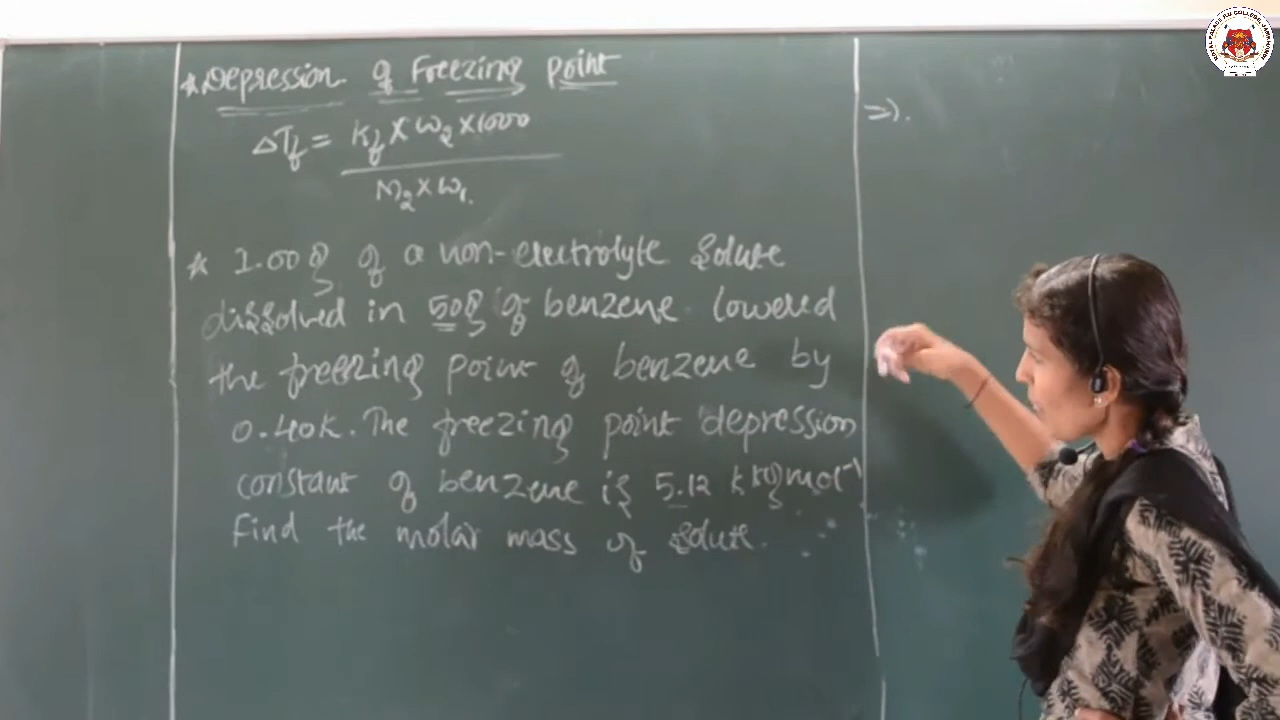 * Depression of Freezing point
ΔTf = Kf × W2 × 1000
M2 × W1.
* 1.00g of a non-electrolyte solute
dissolved in 50g of benzene lowered
the freezing point of benzene by
0.40K. The freezing point depression
constant of benzene is 5.12 K kg mol⁻¹
Find the molar mass of solute.
⇒).